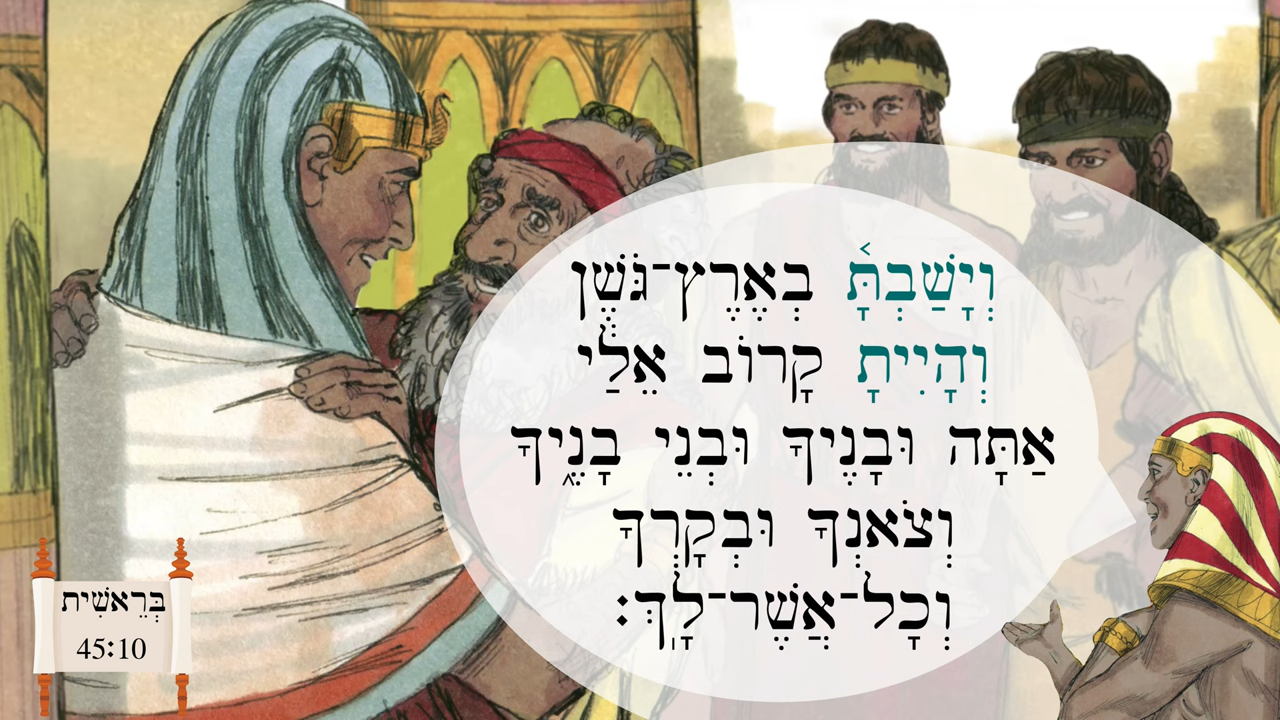 וְיָשַׁבְתָּ֙ בְאֶֽרֶץ־גֹּ֔שֶׁן
וְהָיִ֤יתָ קָרוֹב֙ אֵלַ֔י
אַתָּה וּבָנֶיךָ וּבְנֵי בָנֶ֑יךָ
וְצֹאנְךָ וּבְקָרְךָ
וְכָל־אֲשֶׁר־לָֽךְ׃
בְּרֵאשִׁית
45:10